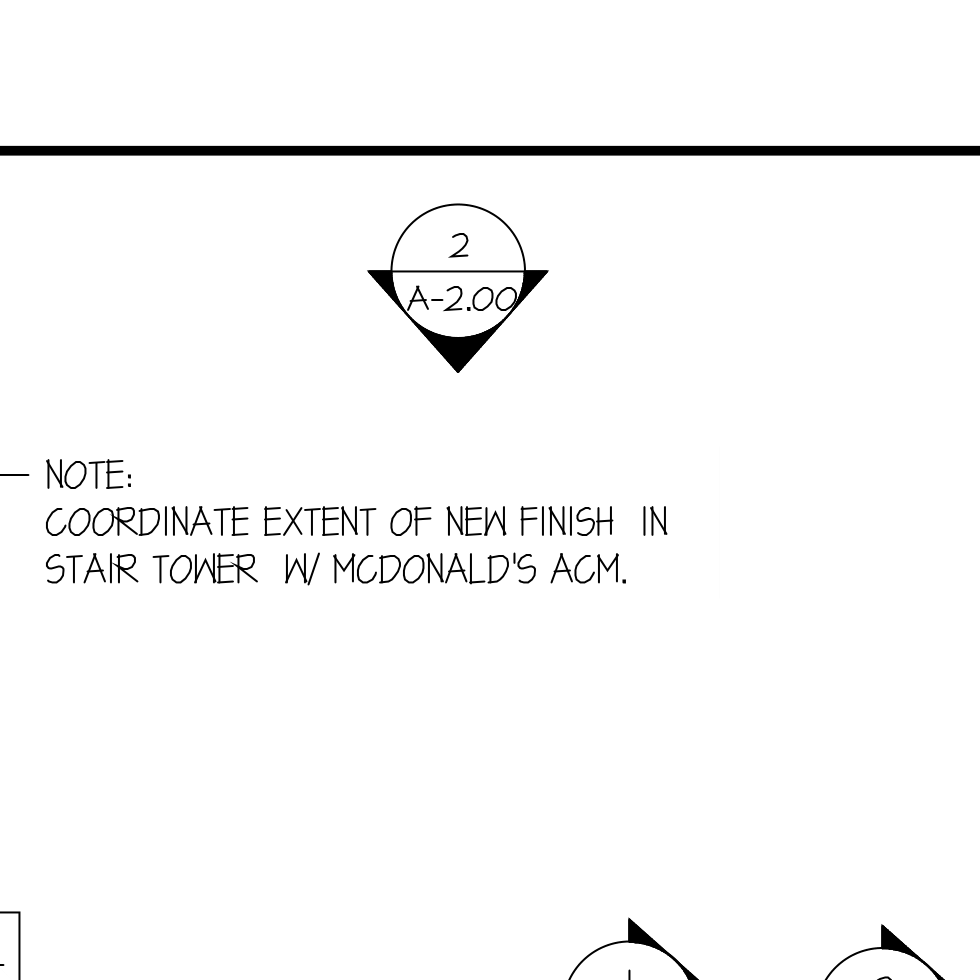 2
A-2.00
NOTE:
COORDINATE EXTENT OF NEW FINISH IN
STAIR TOWER W/ MCDONALD'S ACM.